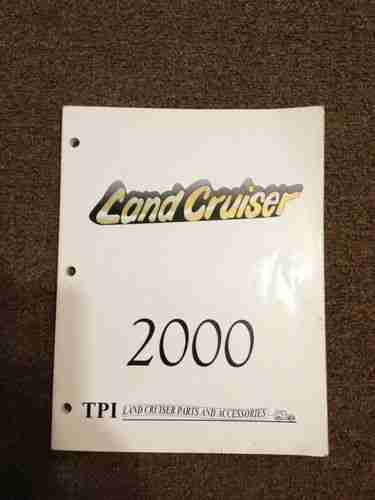 Land Cruiser
2000
TPI LAND CRUISER PARTS AND ACCESSORIES